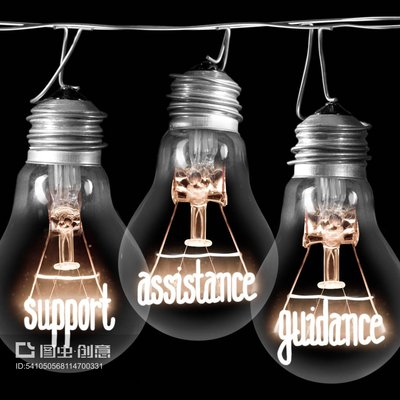 support
assistance
guidance
图虫·创意
ID:541050568114700331